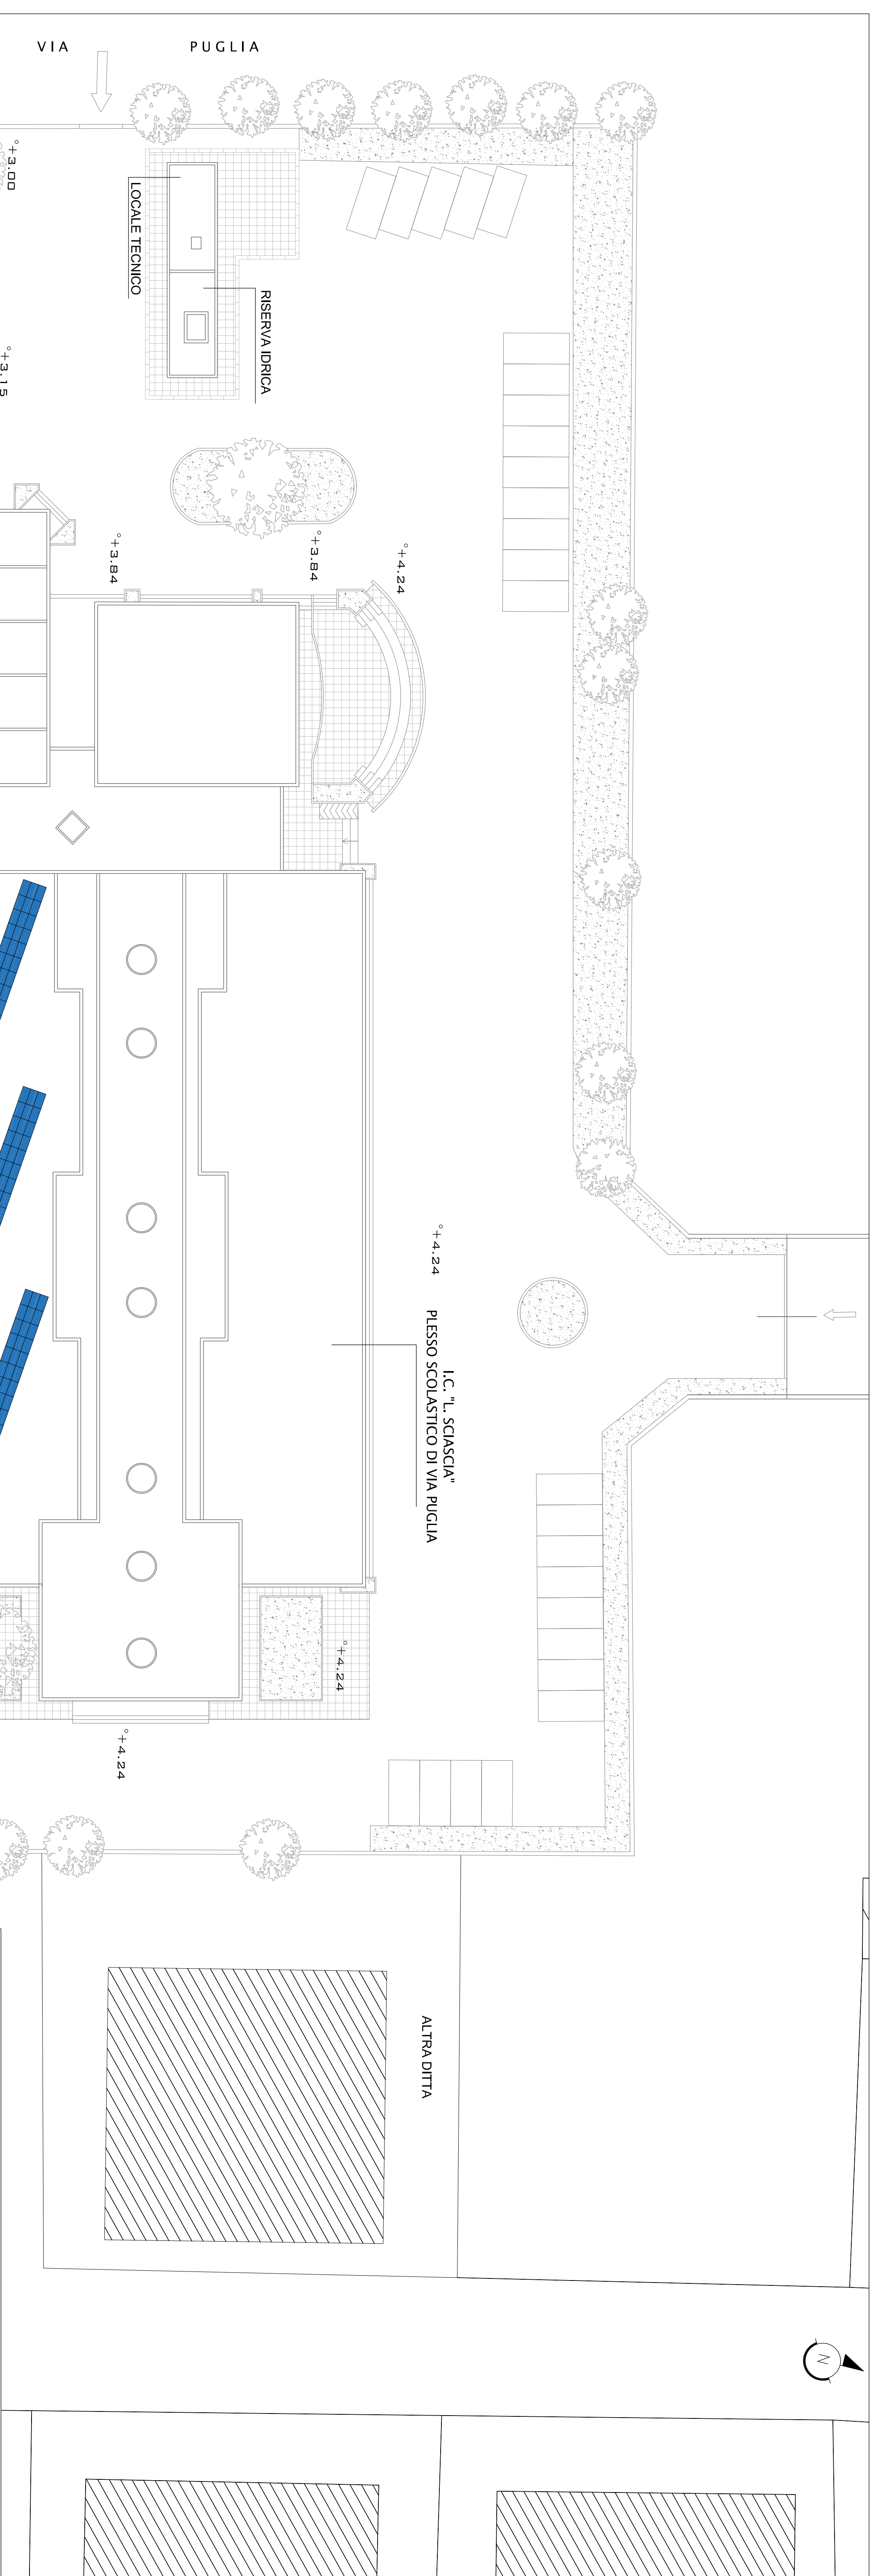 VIA PUGLIA
+3.00
LOCALE TECNICO
RISERVA IDRICA
+3.15
+3.84
+3.84
+4.24
+4.24
I.C. "L. SCIASCIA"
PLESSO SCOLASTICO DI VIA PUGLIA
+4.24
+4.24
ALTRA DITTA
N